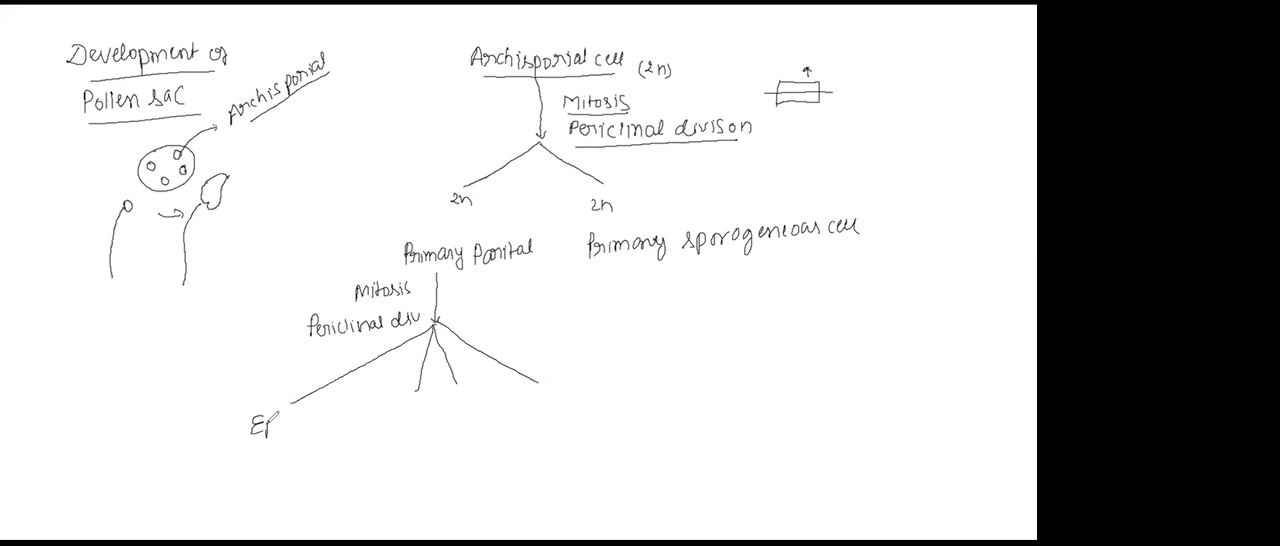 Development of
Pollen sac
Archisporial
Archisporial cell (2n)
Mitosis
Periclinal divison
2n
2n
Primary Parital
Primary sporogeneous cell
Mitosis
Periclinal div
Ep